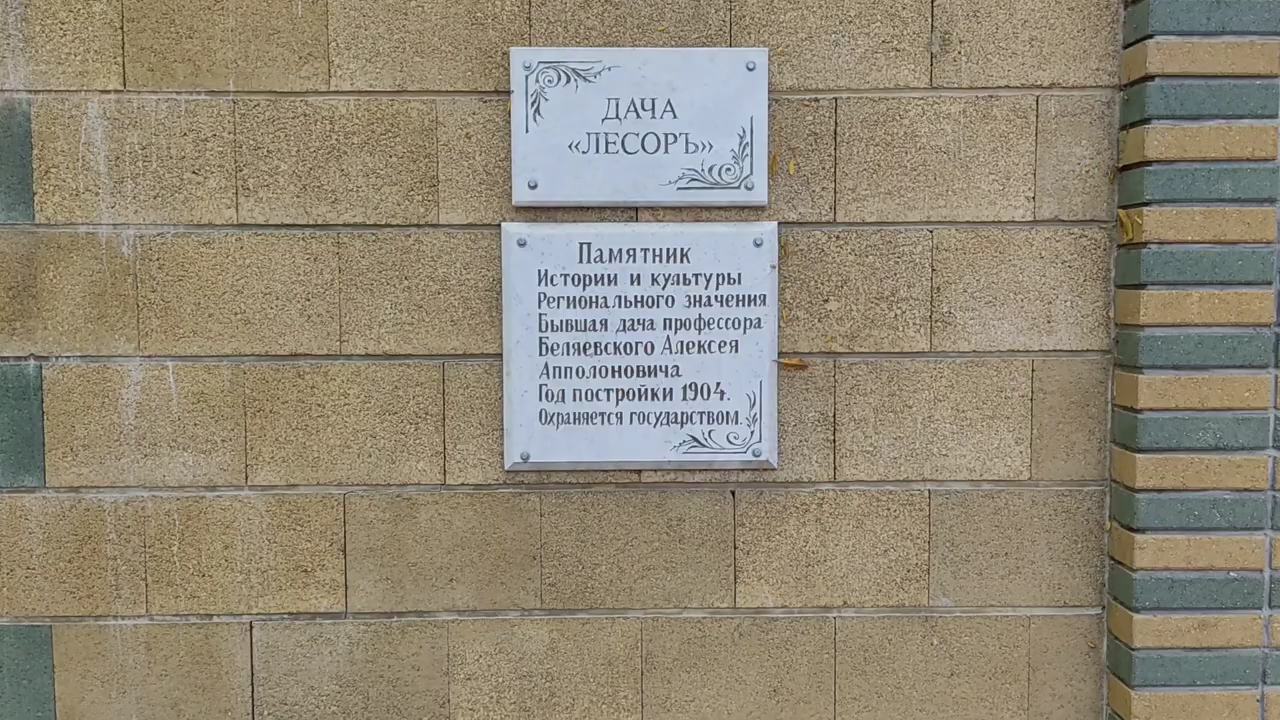 ДАЧА
«ЛЕСОРЪ»
Памятник
Истории и культуры
Регионального значения
Бывшая дача профессора
Беляевского Алексея
Апполоновича
Год постройки 1904.
Охраняется государством.